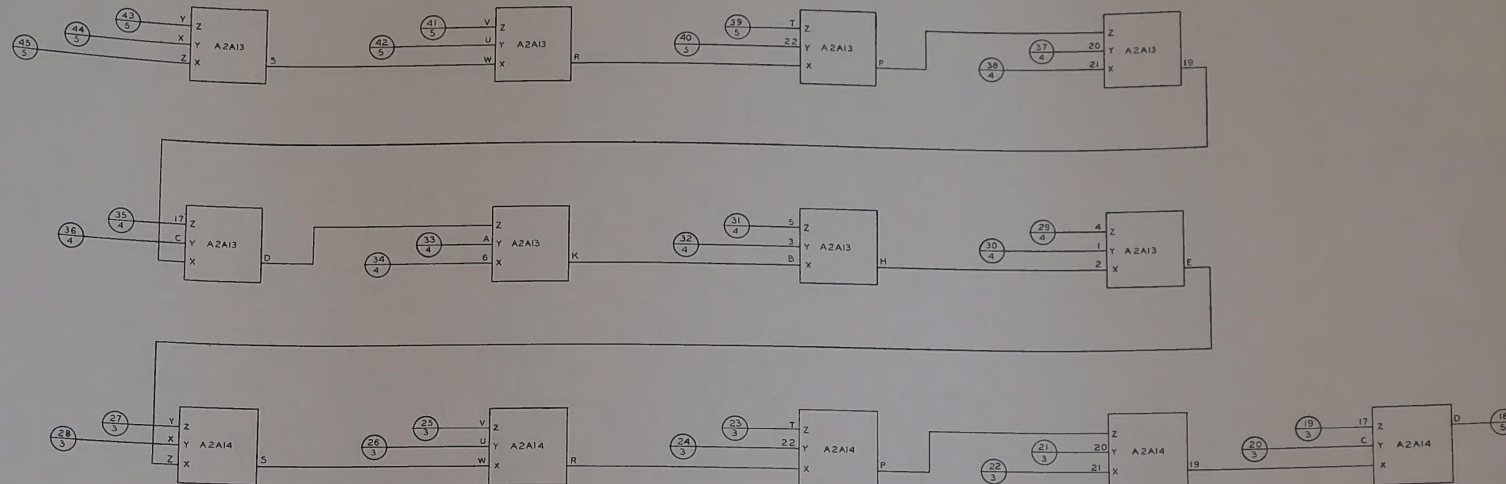 43 5 Y Z
44 5 X Y A2A13
45 5 Z X S
41 5 V Z
42 5 U Y A2A13
W X R
39 5 T Z
40 5 22 Y A2A13
X P
Z
37 4 20 Y A2A13
38 4 21 X 19
35 4 17 Z
36 4 C Y A2A13
X D
Z
33 4 A Y A2A13
34 4 6 X K
31 4 5 Z
32 4 3 Y A2A13
B X H
29 4 4 Z
30 4 1 Y A2A13
2 X E
27 3 Y Z
28 3 X Y A2A14
Z X S
25 3 V Z
26 3 U Y A2A14
W X R
23 3 T Z
24 3 22 Y A2A14
X P
Z
21 3 20 Y A2A14
22 3 21 X 19
19 3 17 Z D 18 5
20 3 C Y A2A14
X